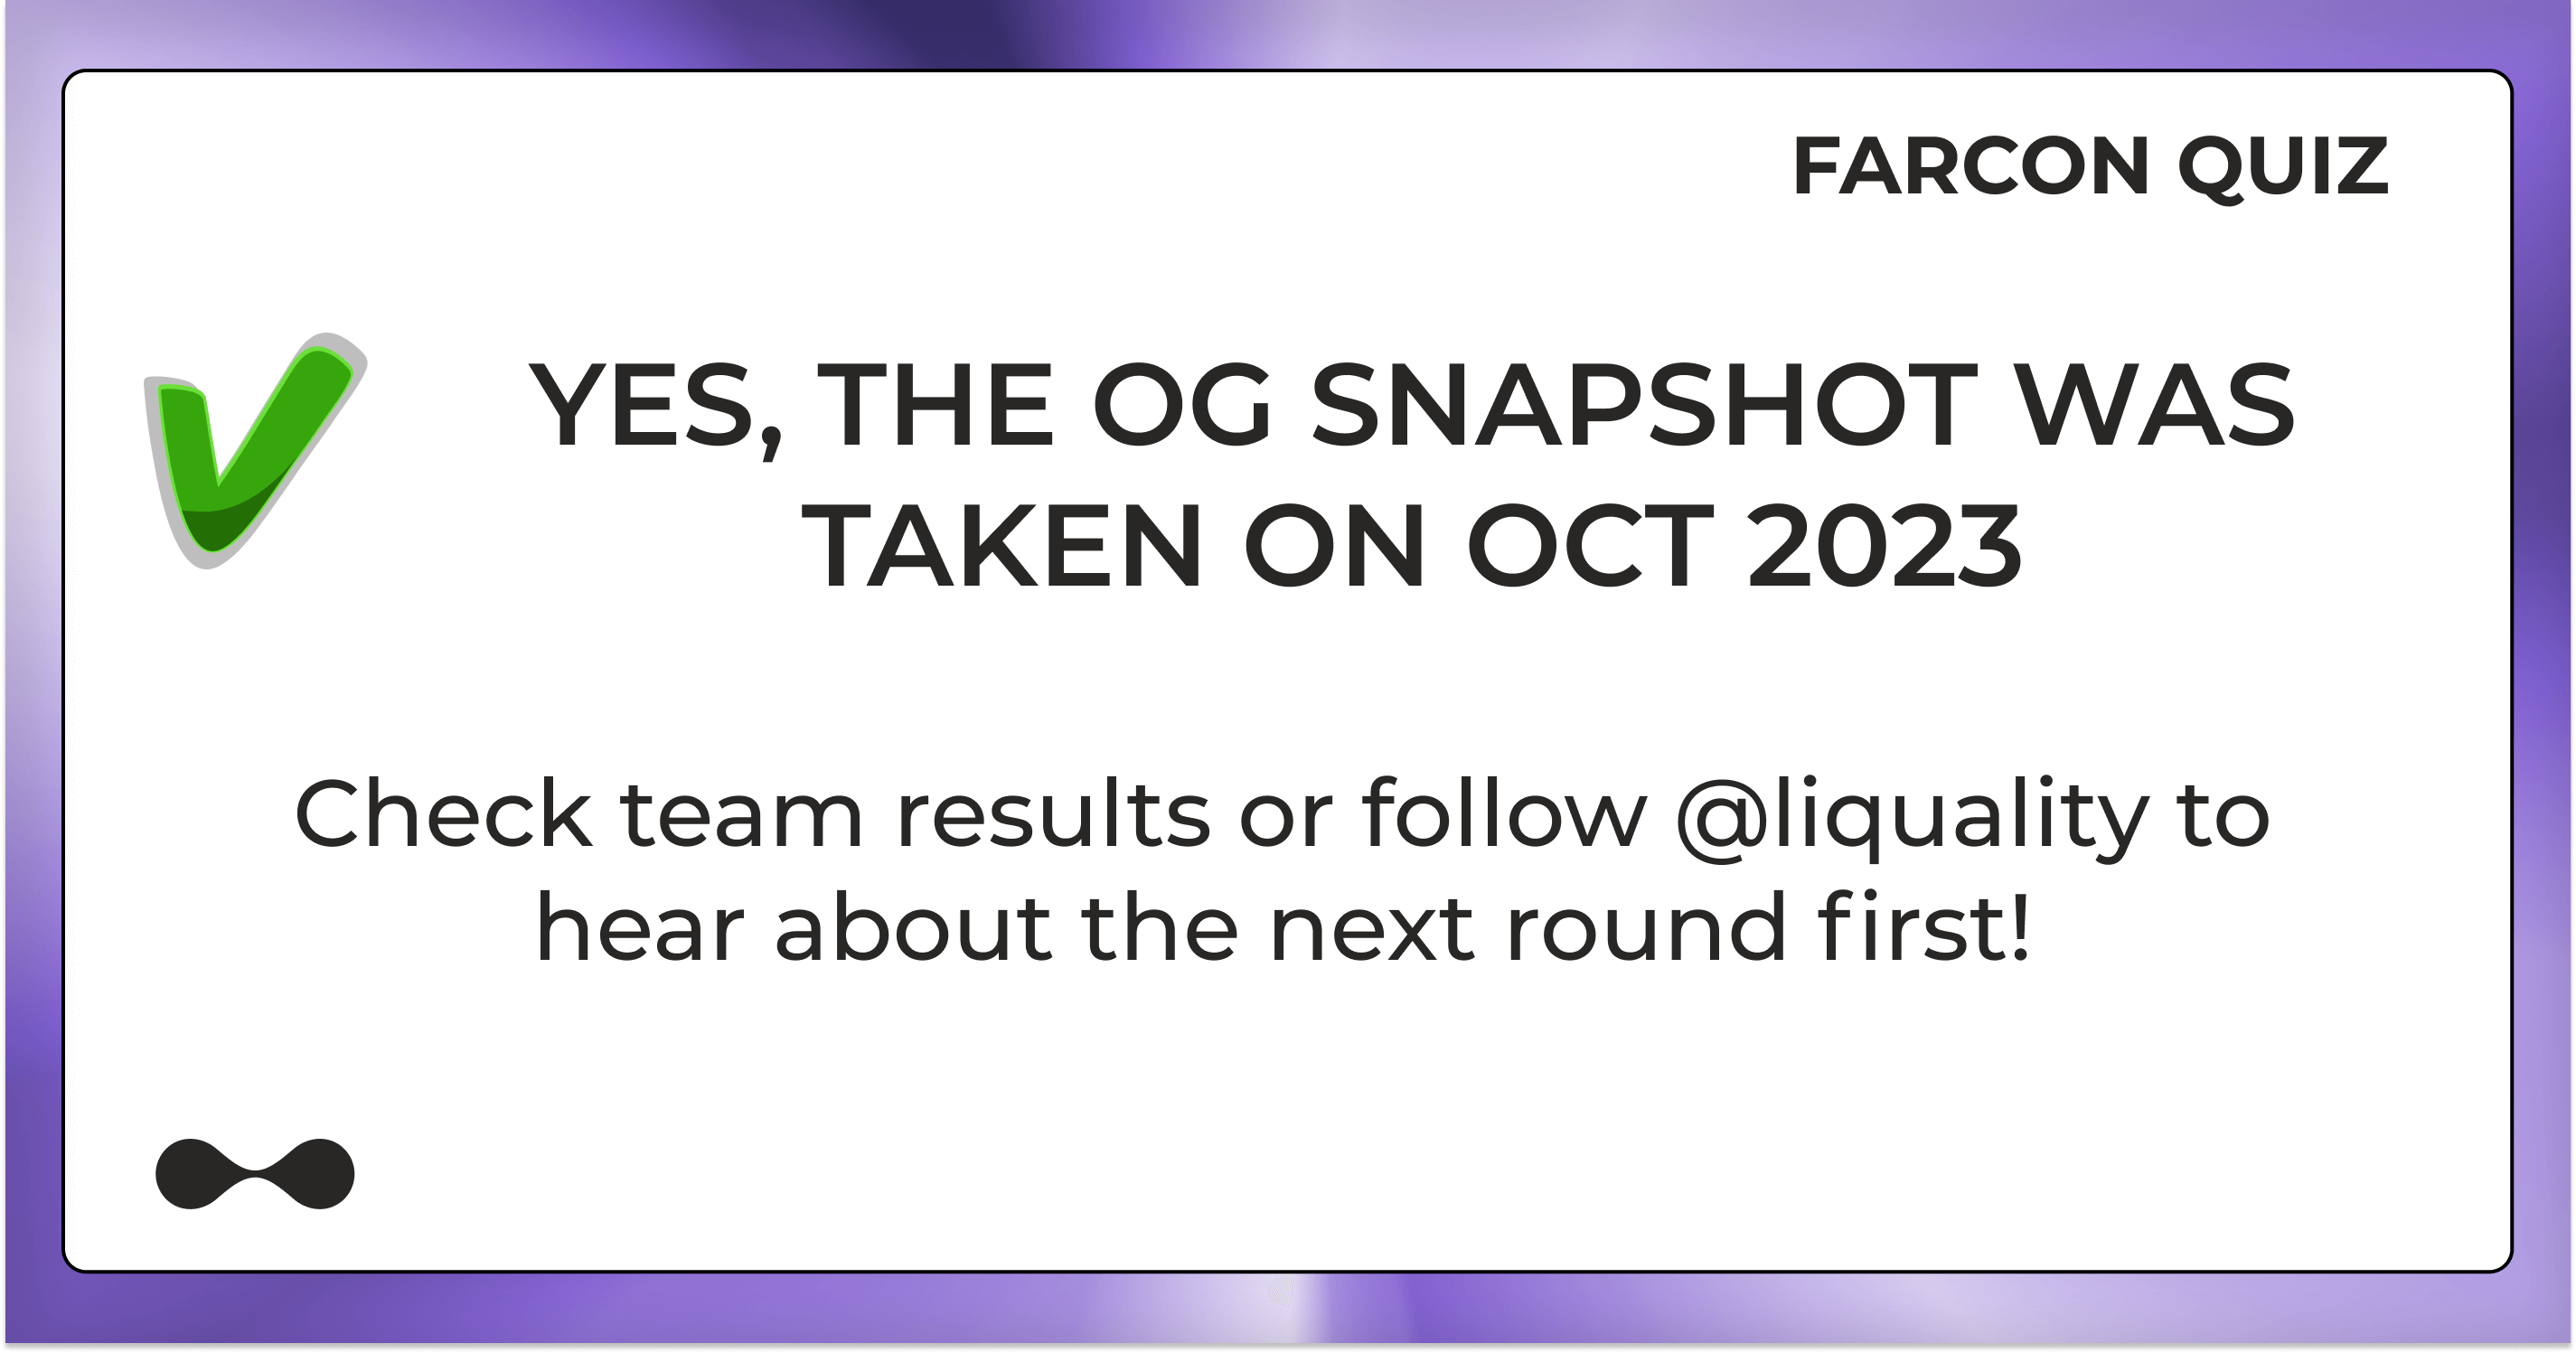 FARCON QUIZ
YES, THE OG SNAPSHOT WAS
TAKEN ON OCT 2023
Check team results or follow @liquality to
hear about the next round first!